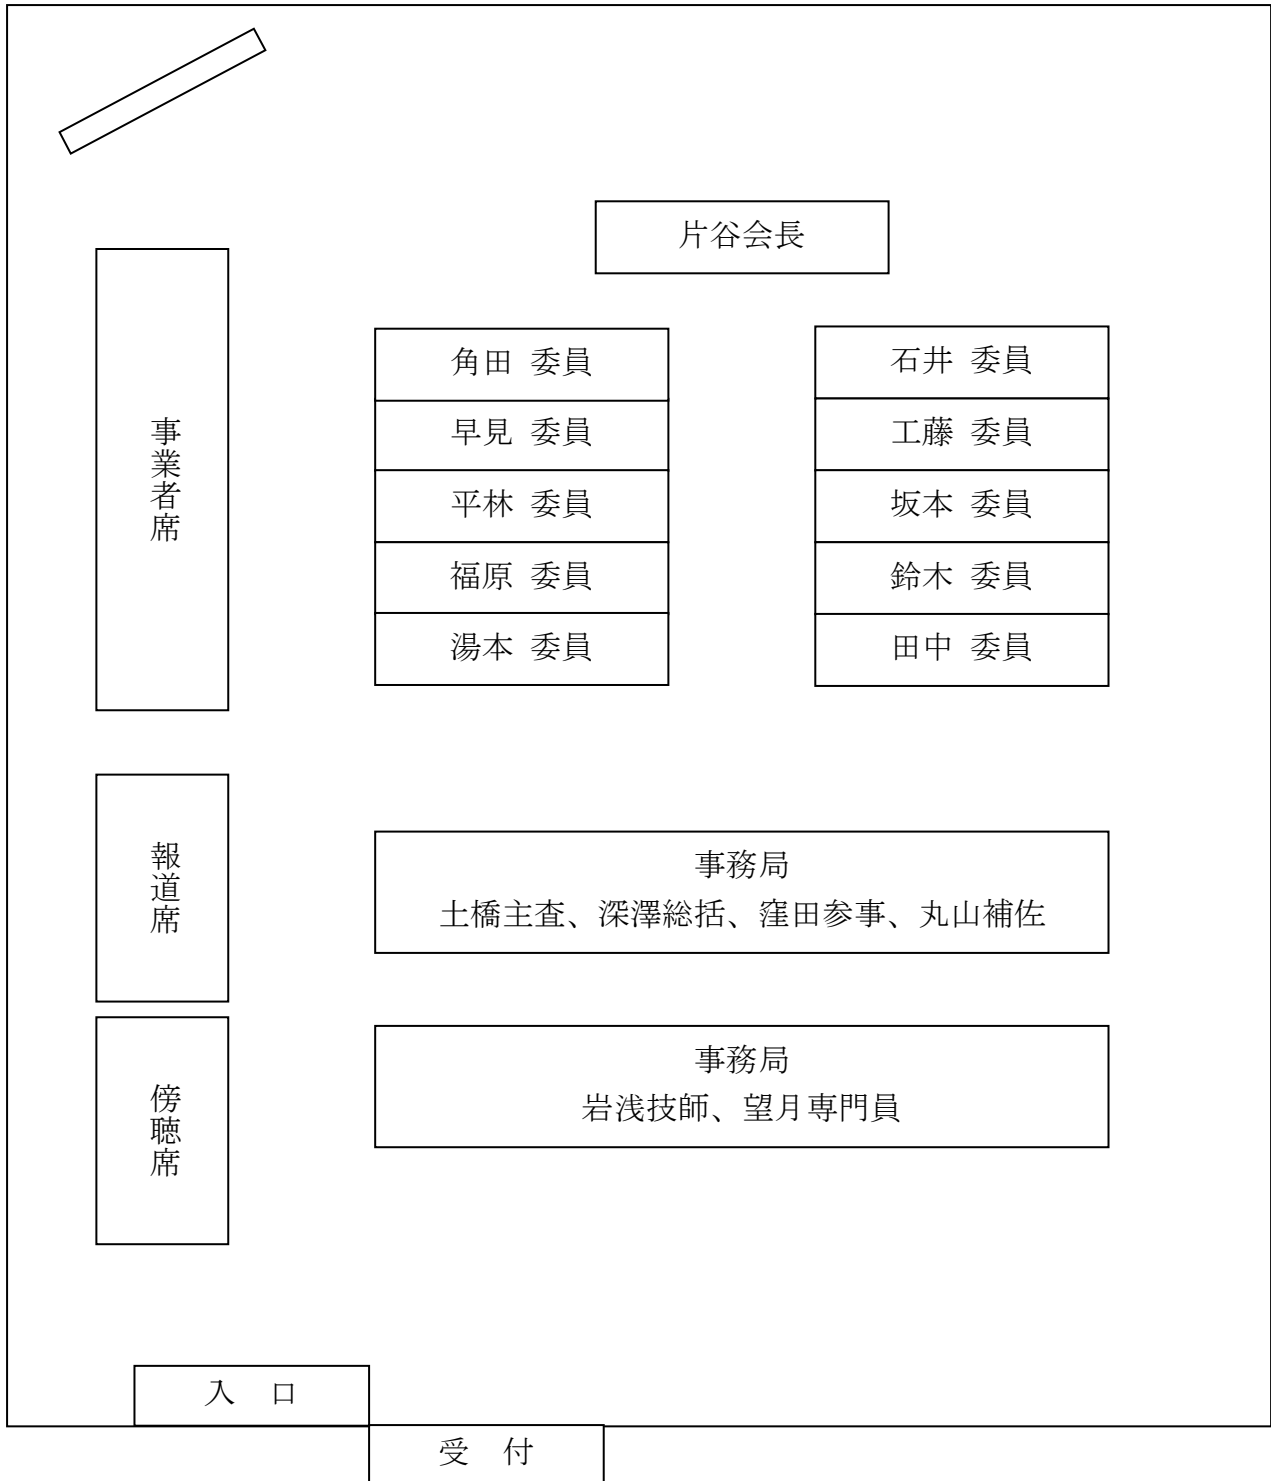 片谷会長
事業者席
角田 委員
早見 委員
平林 委員
福原 委員
湯本 委員
石井 委員
工藤 委員
坂本 委員
鈴木 委員
田中 委員
報道席
事務局
土橋主査、深澤総括、窪田参事、丸山補佐
傍聴席
事務局
岩浅技師、望月専門員
入 口
受 付